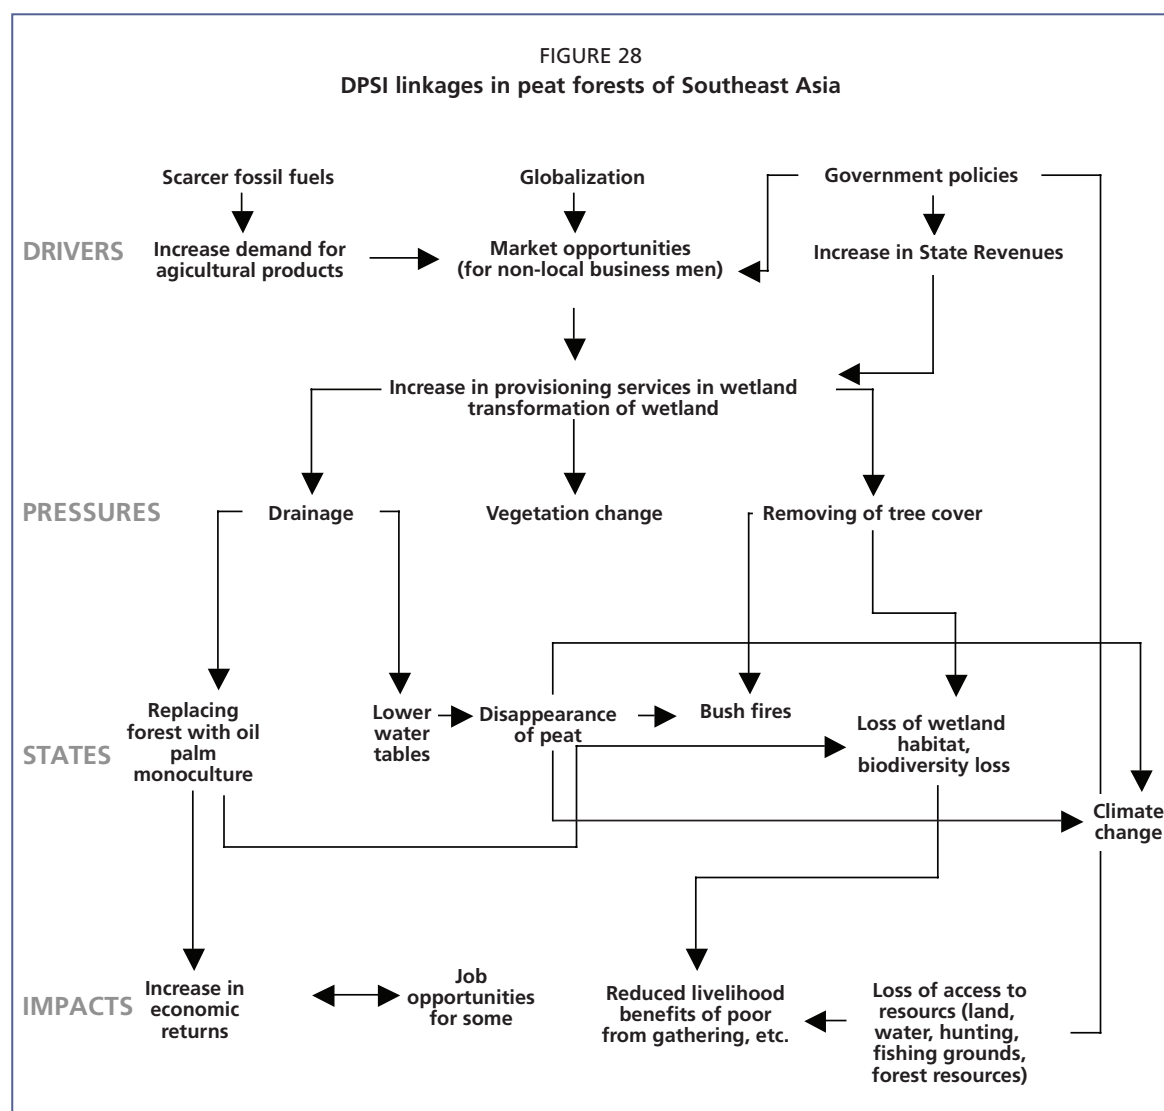 FIGURE 28
DPSI linkages in peat forests of Southeast Asia
Scarcer fossil fuels
Globalization
Government policies
DRIVERS
Increase demand for
agicultural products
Market opportunities
(for non-local business men)
Increase in State Revenues
Increase in provisioning services in wetland
transformation of wetland
PRESSURES
Drainage
Vegetation change
Removing of tree cover
STATES
Replacing
forest with oil
palm
monoculture
Lower
water
tables
Disappearance
of peat
Bush fires
Loss of wetland
habitat,
biodiversity loss
Climate
change
IMPACTS
Increase in
economic
returns
Job
opportunities
for some
Reduced livelihood
benefits of poor
from gathering, etc.
Loss of access to
resourcs (land,
water, hunting,
fishing grounds,
forest resources)